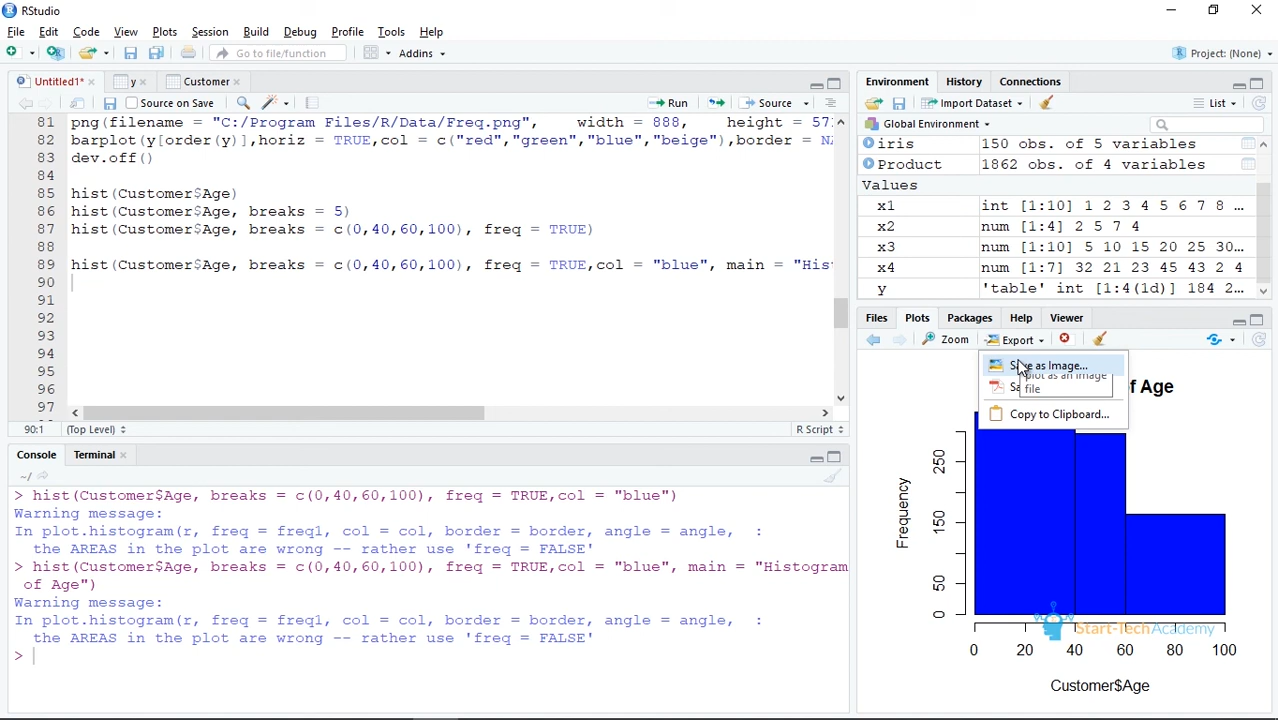 RStudio
File Edit Code View Plots Session Build Debug Profile Tools Help
Go to file/function Addins Project: (None)
Untitled1* y Customer
Source on Save Run Source
81 png(filename = "C:/Program Files/R/Data/Freq.png", width = 888, height = 57
82 barplot(y[order(y)],horiz = TRUE,col = c("red","green","blue","beige"),border = NA
83 dev.off()
84
85 hist(Customer$Age)
86 hist(Customer$Age, breaks = 5)
87 hist(Customer$Age, breaks = c(0,40,60,100), freq = TRUE)
88
89 hist(Customer$Age, breaks = c(0,40,60,100), freq = TRUE,col = "blue", main = "His
90
91
92
93
94
95
96
97
90:1 (Top Level) R Script
Console Terminal
~/
> hist(Customer$Age, breaks = c(0,40,60,100), freq = TRUE,col = "blue")
Warning message:
In plot.histogram(r, freq = freq1, col = col, border = border, angle = angle, :
the AREAS in the plot are wrong -- rather use 'freq = FALSE'
> hist(Customer$Age, breaks = c(0,40,60,100), freq = TRUE,col = "blue", main = "Histogram
of Age")
Warning message:
In plot.histogram(r, freq = freq1, col = col, border = border, angle = angle, :
the AREAS in the plot are wrong -- rather use 'freq = FALSE'
>
Environment History Connections
Import Dataset List
Global Environment
iris 150 obs. of 5 variables
Product 1862 obs. of 4 variables
Values
x1 int [1:10] 1 2 3 4 5 6 7 8 ...
x2 num [1:4] 2 5 7 4
x3 num [1:10] 5 10 15 20 25 30...
x4 num [1:7] 32 21 23 45 43 2 4
y 'table' int [1:4(1d)] 184 2...
Files Plots Packages Help Viewer
Zoom Export
as Image...
plot as an image
file
Copy to Clipboard...
of Age
Frequency
250
150
50
0
0 20 40 60 80 100
Customer$Age
Start-TechAcademy